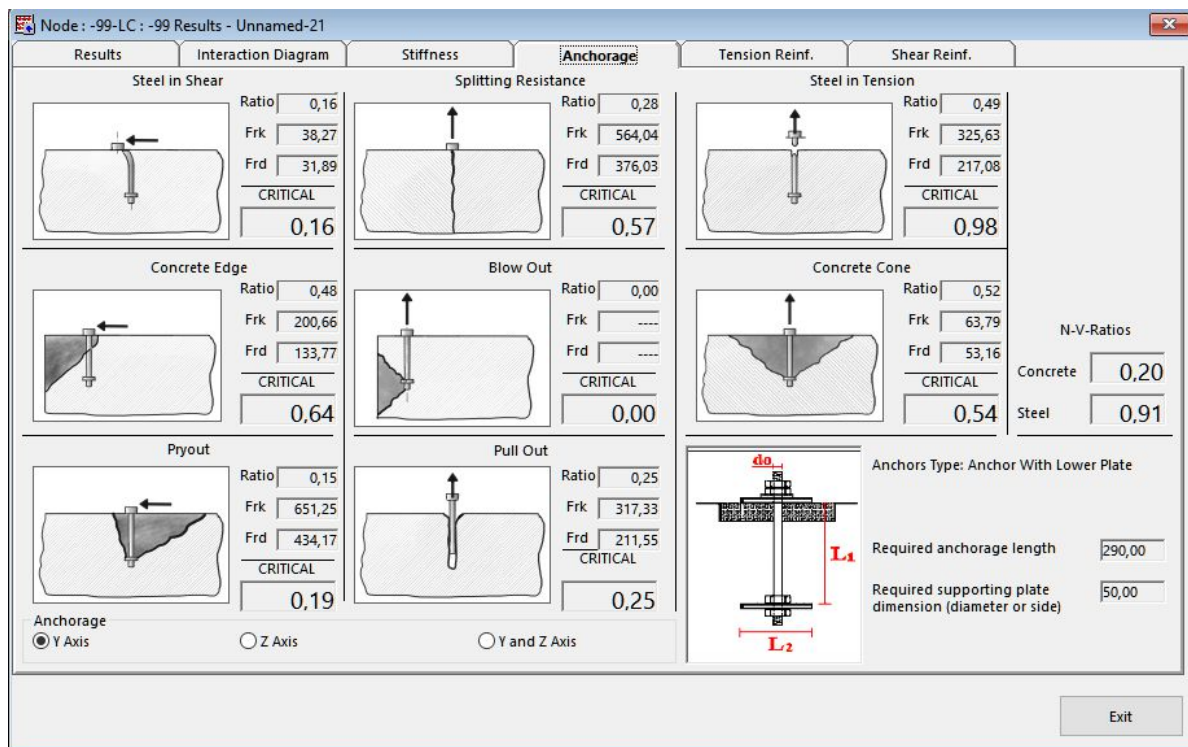 Node : -99-LC : -99 Results - Unnamed-21
Results
Interaction Diagram
Stiffness
Anchorage
Tension Reinf.
Shear Reinf.
Steel in Shear
Ratio 0,16
Frk 38,27
Frd 31,89
CRITICAL
0,16
Splitting Resistance
Ratio 0,28
Frk 564,04
Frd 376,03
CRITICAL
0,57
Steel in Tension
Ratio 0,49
Frk 325,63
Frd 217,08
CRITICAL
0,98
Concrete Edge
Ratio 0,48
Frk 200,66
Frd 133,77
CRITICAL
0,64
Blow Out
Ratio 0,00
Frk ----
Frd ----
CRITICAL
0,00
Concrete Cone
Ratio 0,52
Frk 63,79
Frd 53,16
CRITICAL
0,54
N-V-Ratios
Concrete 0,20
Steel 0,91
Pryout
Ratio 0,15
Frk 651,25
Frd 434,17
CRITICAL
0,19
Pull Out
Ratio 0,25
Frk 317,33
Frd 211,55
CRITICAL
0,25
do
L1
L2
Anchors Type: Anchor With Lower Plate
Required anchorage length 290,00
Required supporting plate
dimension (diameter or side) 50,00
Anchorage
Y Axis
Z Axis
Y and Z Axis
Exit